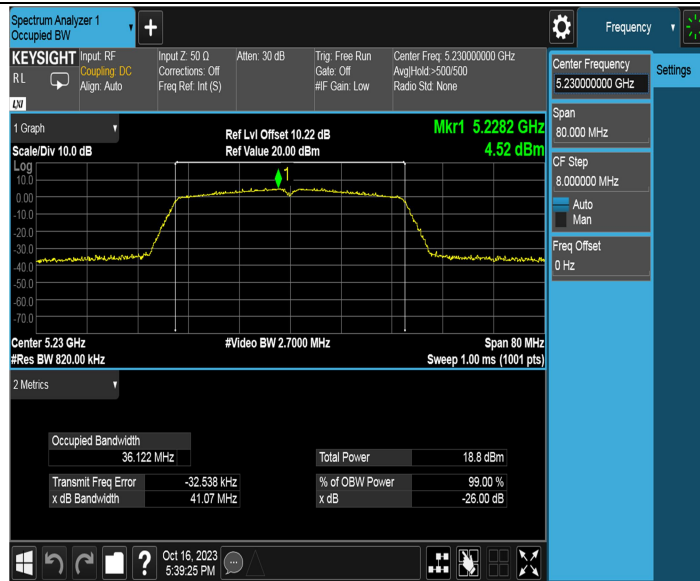 Spectrum Analyzer 1
Occupied BW
+
Frequency
KEYSIGHT
RL
LXI
Input: RF
Coupling: DC
Align: Auto
Input Z: 50 Ω
Corrections: Off
Freq Ref: Int (S)
Atten: 30 dB
Trig: Free Run
Gate: Off
#IF Gain: Low
Center Freq: 5.230000000 GHz
Avg|Hold:>500/500
Radio Std: None
Center Frequency
5.230000000 GHz
Settings
Span
80.000 MHz
CF Step
8.000000 MHz
Auto
Man
Freq Offset
0 Hz
1 Graph
Scale/Div 10.0 dB
Ref Lvl Offset 10.22 dB
Ref Value 20.00 dBm
Mkr1 5.2282 GHz
4.52 dBm
Log
10.0
0.00
-10.0
-20.0
-30.0
-40.0
-50.0
-60.0
-70.0
1
Center 5.23 GHz
#Res BW 820.00 kHz
#Video BW 2.7000 MHz
Span 80 MHz
Sweep 1.00 ms (1001 pts)
2 Metrics
Occupied Bandwidth
36.122 MHz
Total Power 18.8 dBm
Transmit Freq Error -32.538 kHz
% of OBW Power 99.00 %
x dB Bandwidth 41.07 MHz
x dB -26.00 dB
?
Oct 16, 2023
5:39:25 PM